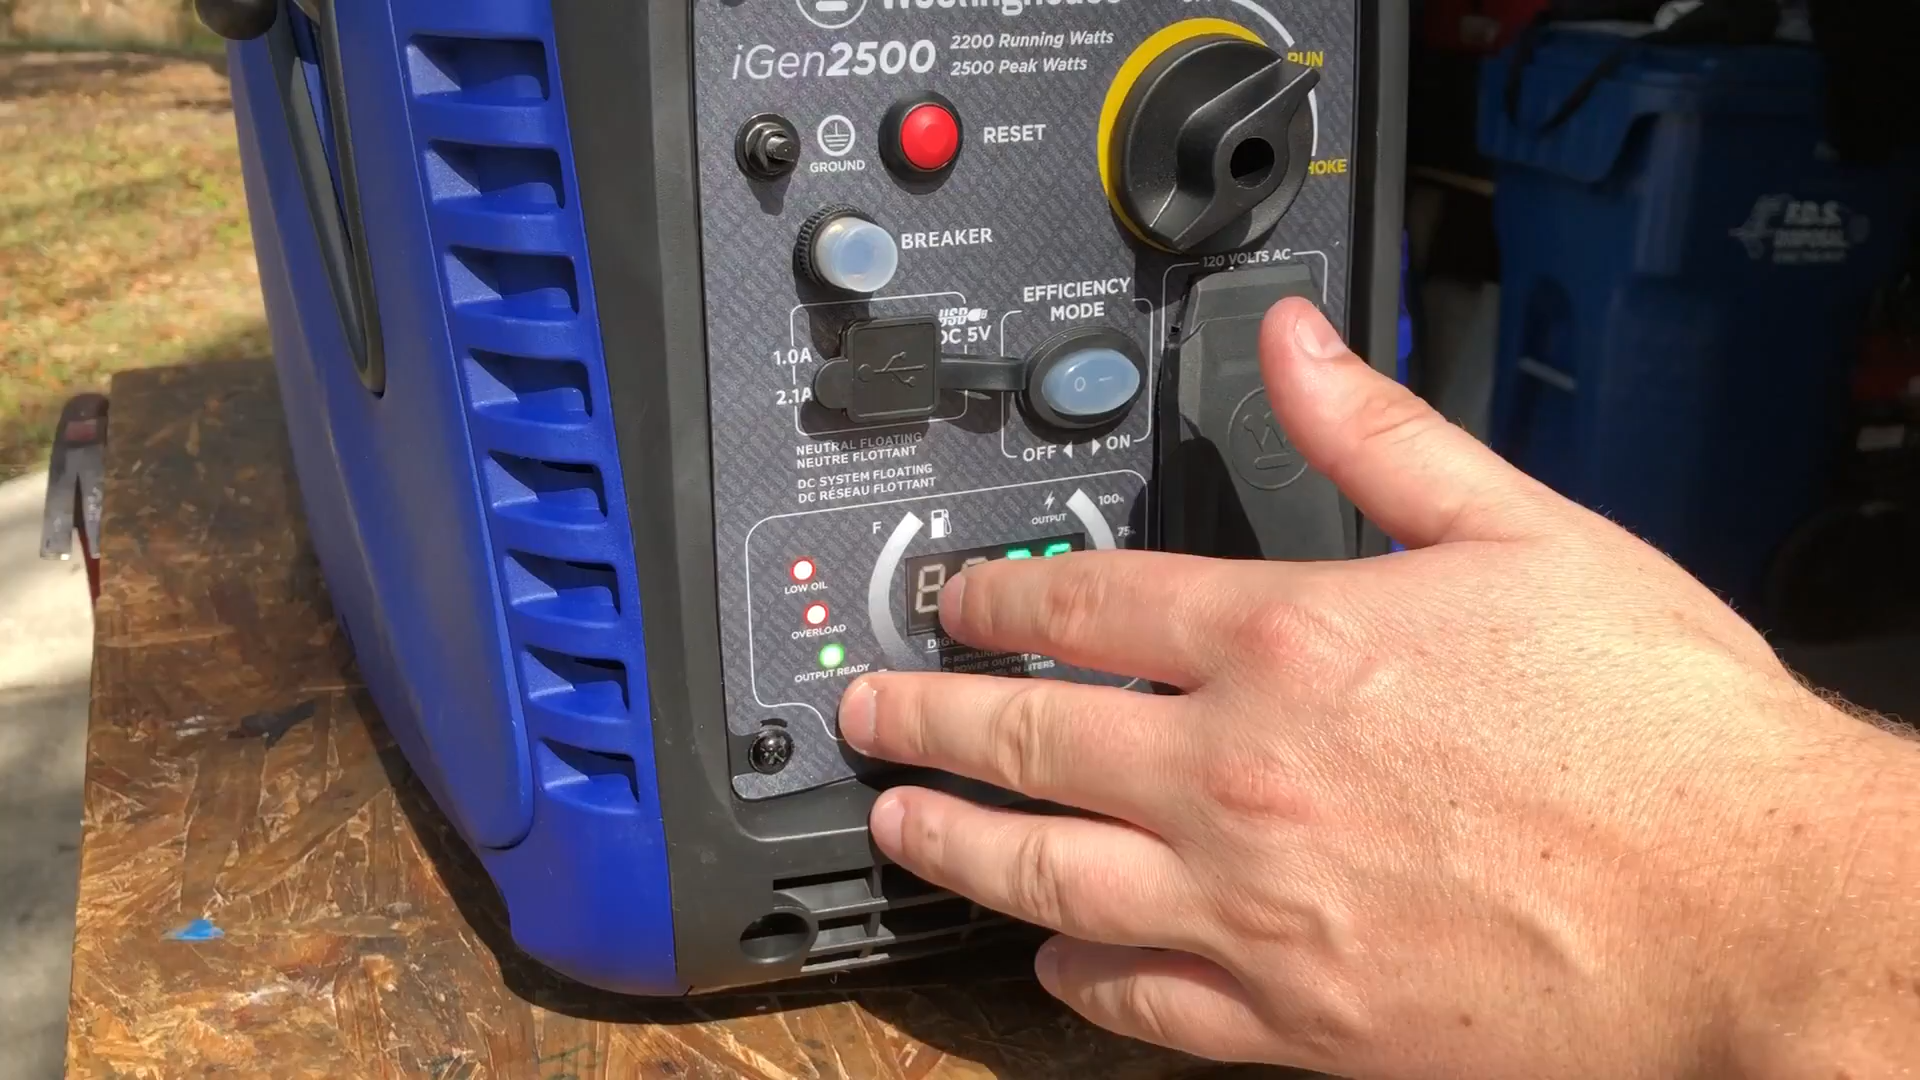 Westinghouse
iGen2500
2200 Running Watts
2500 Peak Watts
RUN
GROUND
RESET
BREAKER
120 VOLTS AC
EFFICIENCY
MODE
USB
DC 5V
1.0A
2.1A
OFF ON
NEUTRAL FLOATING
NEUTRE FLOTTANT
DC SYSTEM FLOATING
DC RÉSEAU FLOTTANT
F
OUTPUT
100%
75%
LOW OIL
OVERLOAD
OUTPUT READY